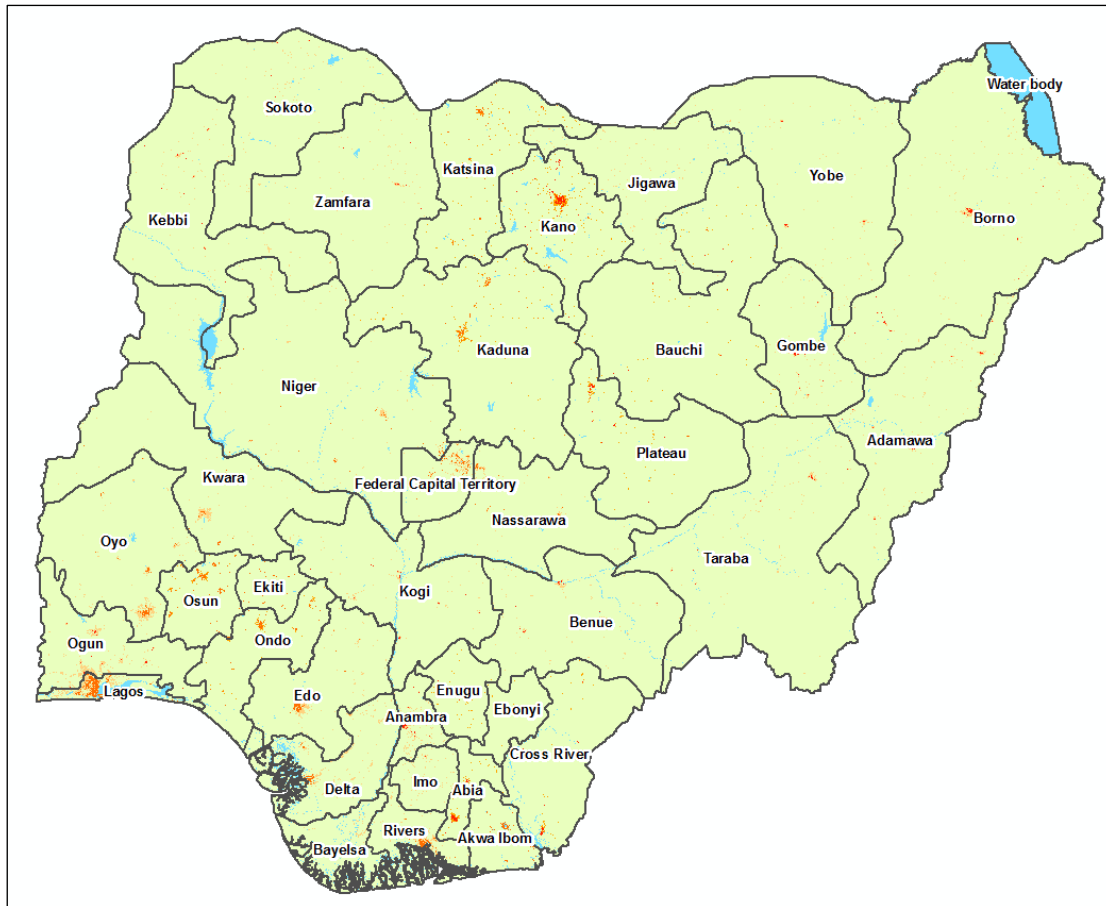 Water body
Sokoto
Katsina
Jigawa
Yobe
Zamfara
Kebbi
Kano
Borno
Kaduna
Bauchi
Gombe
Niger
Adamawa
Plateau
Kwara
Federal Capital Territory
Nassarawa
Oyo
Taraba
Ekiti
Kogi
Osun
Benue
Ogun
Ondo
Lagos
Edo
Enugu
Ebonyi
Anambra
Cross River
Imo
Delta
Abia
Rivers
Akwa Ibom
Bayelsa